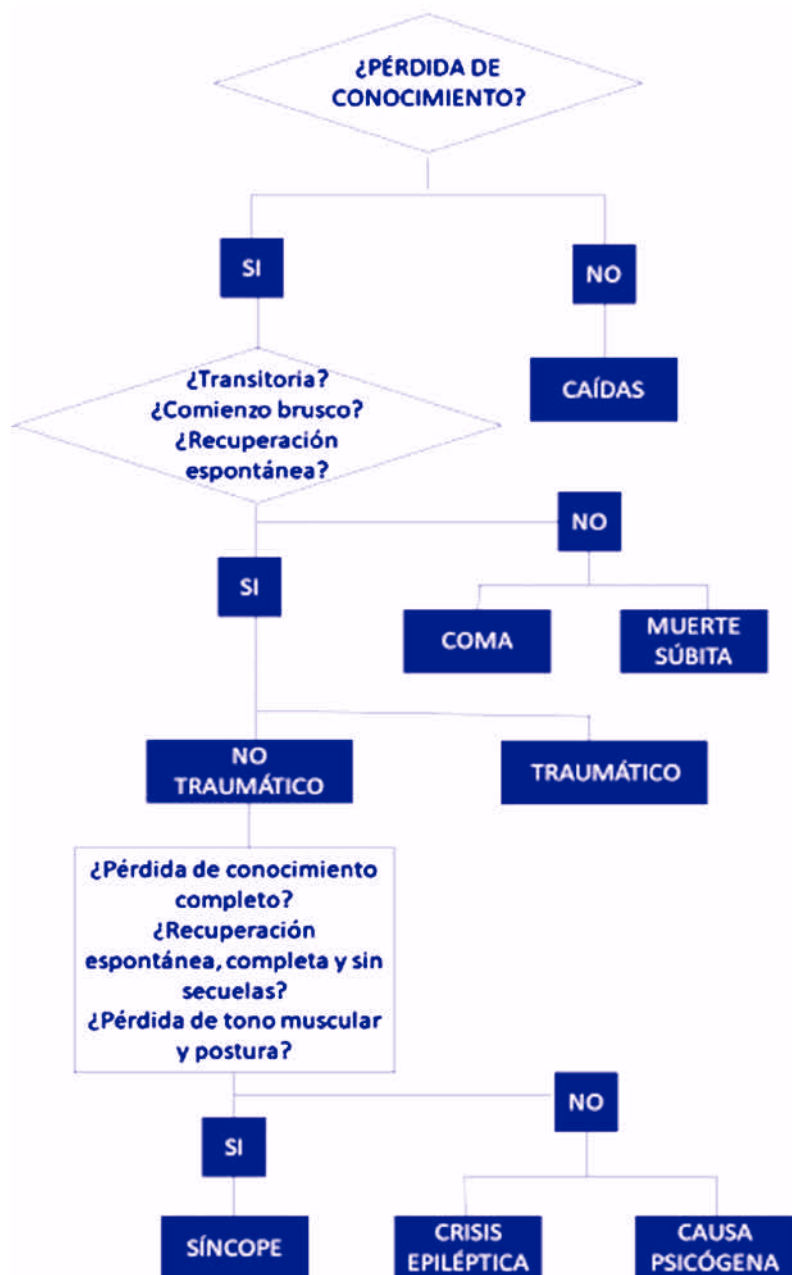 ¿PÉRDIDA DE
CONOCIMIENTO?
SI
NO
¿Transitoria?
¿Comienzo brusco?
¿Recuperación
espontánea?
CAÍDAS
NO
SI
COMA
MUERTE
SÚBITA
NO
TRAUMÁTICO
TRAUMÁTICO
¿Pérdida de conocimiento
completo?
¿Recuperación
espontánea, completa y sin
secuelas?
¿Pérdida de tono muscular
y postura?
NO
SI
SÍNCOPE
CRISIS
EPILÉPTICA
CAUSA
PSICÓGENA